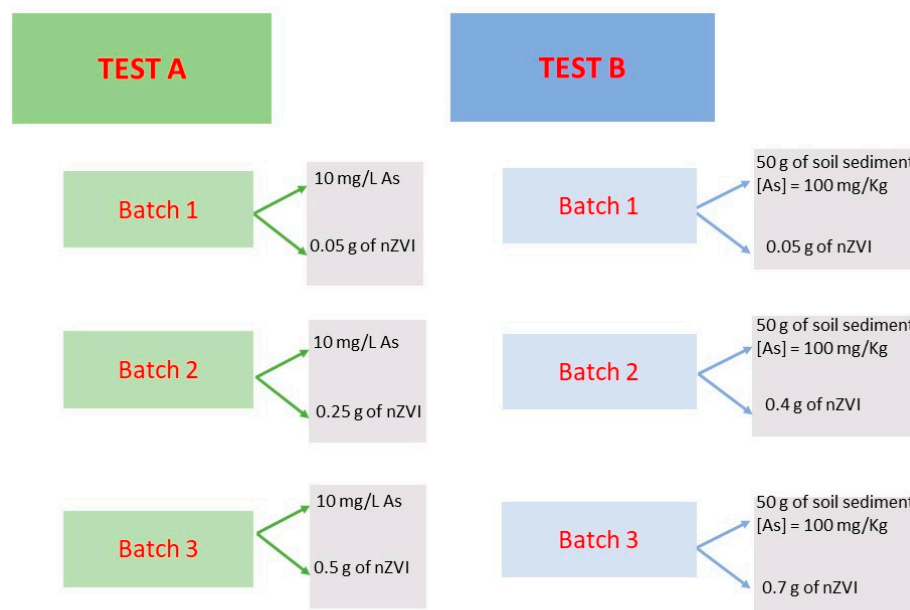 TEST A
Batch 1
10 mg/L As
0.05 g of nZVI
Batch 2
10 mg/L As
0.25 g of nZVI
Batch 3
10 mg/L As
0.5 g of nZVI
TEST B
Batch 1
50 g of soil sediment
[As] = 100 mg/Kg
0.05 g of nZVI
Batch 2
50 g of soil sediment
[As] = 100 mg/Kg
0.4 g of nZVI
Batch 3
50 g of soil sediment
[As] = 100 mg/Kg
0.7 g of nZVI